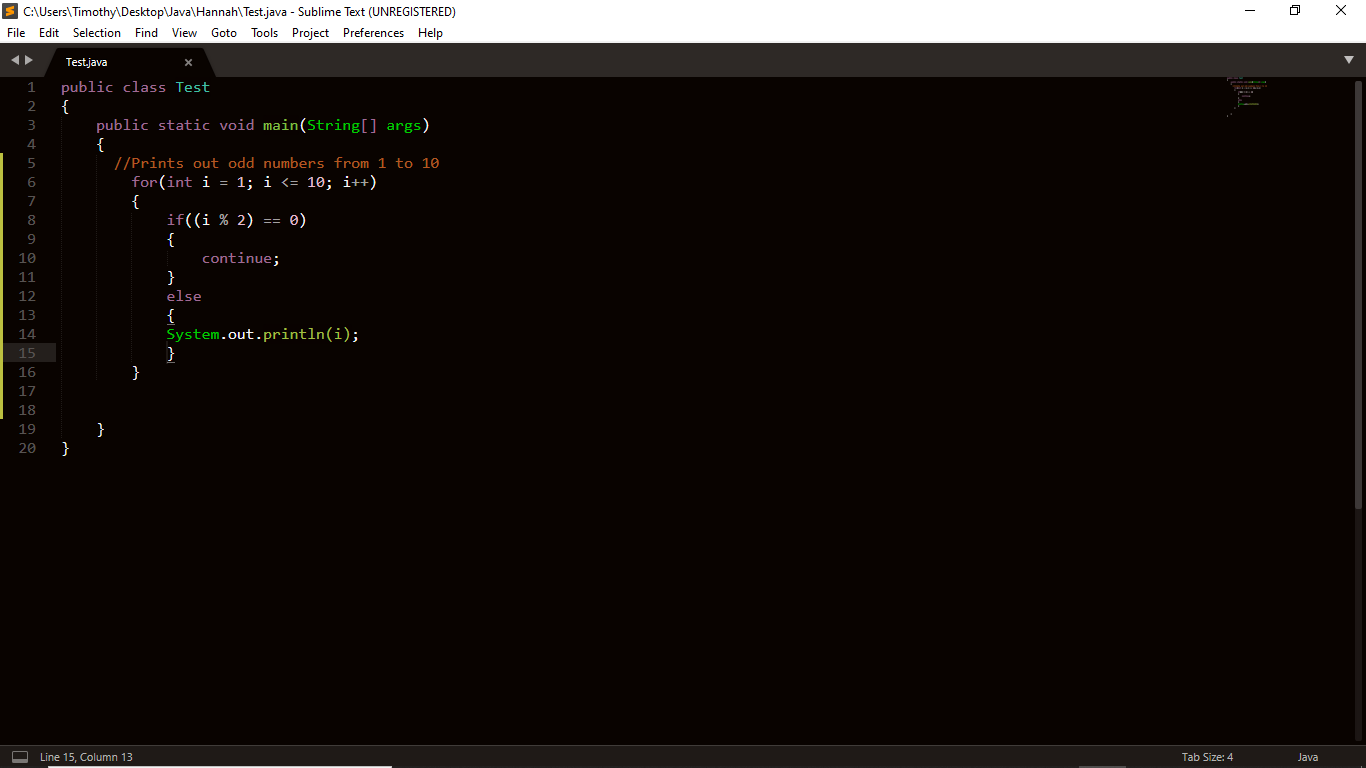 C:\Users\Timothy\Desktop\Java\Hannah\Test.java - Sublime Text (UNREGISTERED)
File Edit Selection Find View Goto Tools Project Preferences Help
Test.java
1 public class Test
2 {
3     public static void main(String[] args)
4     {
5       //Prints out odd numbers from 1 to 10
6         for(int i = 1; i <= 10; i++)
7         {
8             if((i % 2) == 0)
9             {
10                 continue;
11             }
12             else
13             {
14             System.out.println(i);
15             }
16         }
17
18
19     }
20 }
Line 15, Column 13 Tab Size: 4 Java